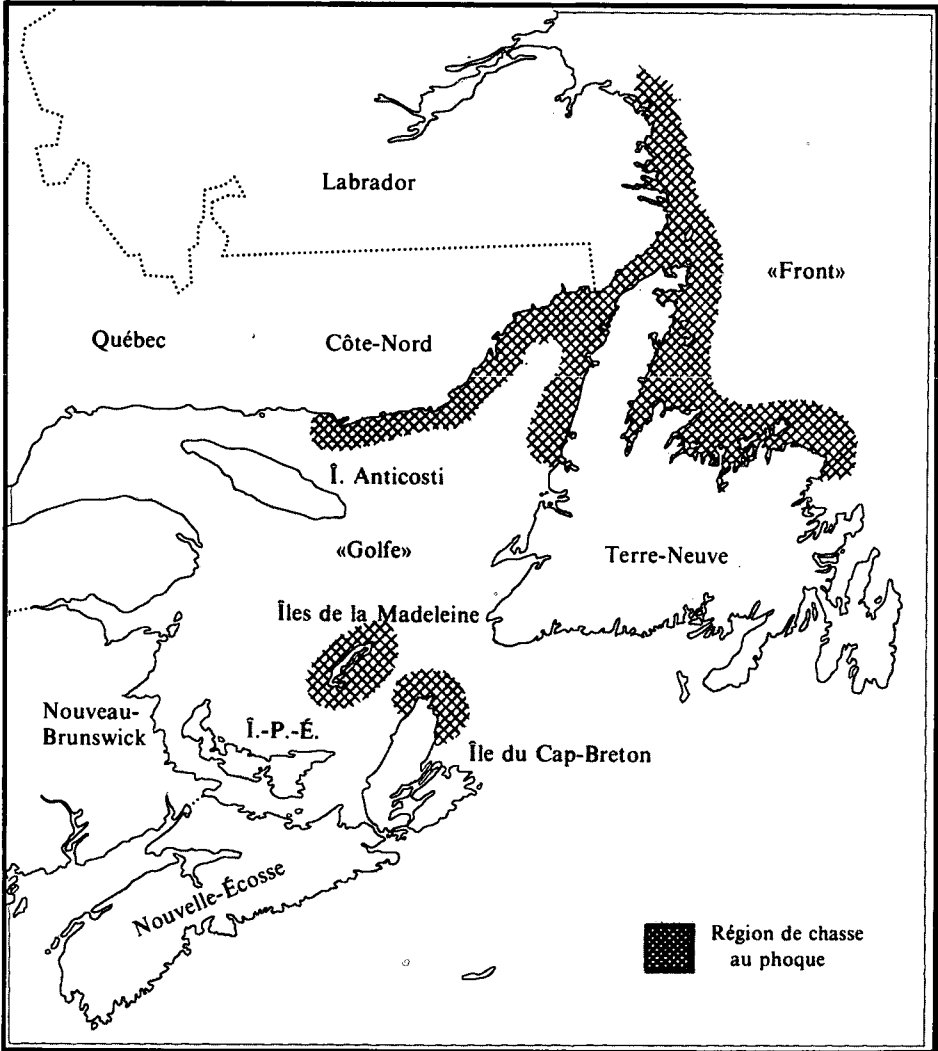 Labrador
«Front»
Québec
Côte-Nord
Î. Anticosti
«Golfe»
Terre-Neuve
Îles de la Madeleine
Nouveau-
Brunswick
Î.-P.-É.
Île du Cap-Breton
Nouvelle-Écosse
Région de chasse
au phoque